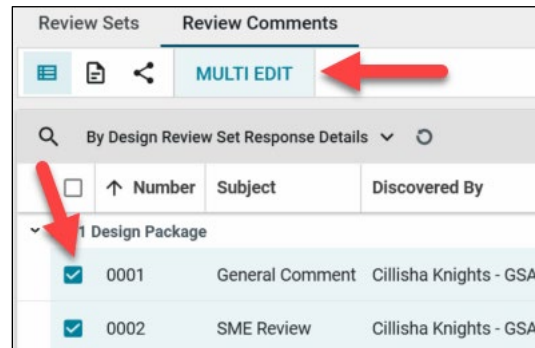 Review Sets Review Comments
MULTI EDIT
By Design Review Set Response Details
Number Subject Discovered By
1 Design Package
0001 General Comment Cillisha Knights - GSA
0002 SME Review Cillisha Knights - GSA